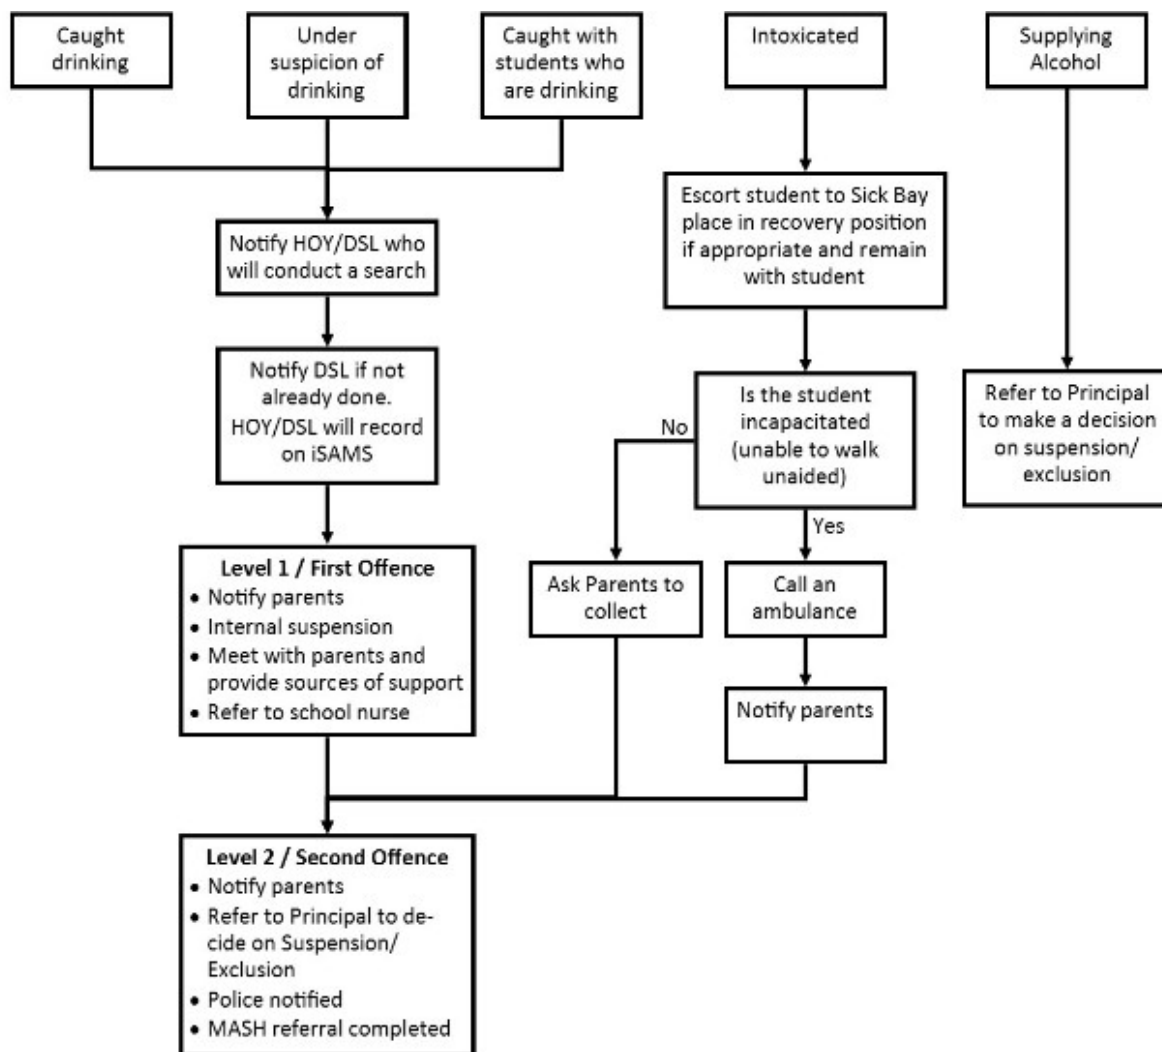 Caught
drinking
Under
suspicion of
drinking
Caught with
students who
are drinking
Intoxicated
Supplying
Alcohol
Notify HOY/DSL who
will conduct a search
Escort student to Sick Bay
place in recovery position
if appropriate and remain
with student
Notify DSL if not
already done.
HOY/DSL will record
on iSAMS
No
Is the student
incapacitated
(unable to walk
unaided)
Yes
Refer to Principal
to make a decision
on suspension/
exclusion
Level 1 / First Offence
• Notify parents
• Internal suspension
• Meet with parents and
provide sources of support
• Refer to school nurse
Ask Parents to
collect
Call an
ambulance
Notify parents
Level 2 / Second Offence
• Notify parents
• Refer to Principal to de-
cide on Suspension/
Exclusion
• Police notified
• MASH referral completed